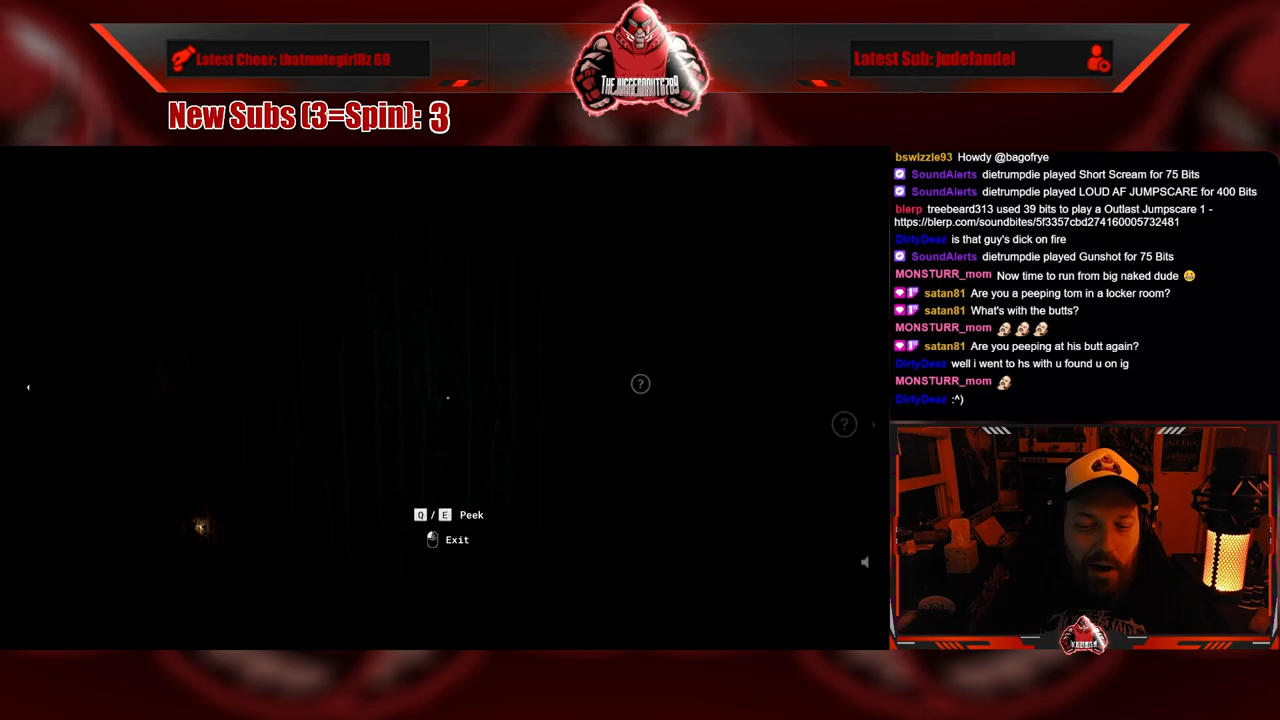 Latest Cheer: thatmutegirlliz 69
THEJUGGERNAUT6789
Latest Sub: judefandel
New Subs (3=Spin): 3
bswizzle93 Howdy @bagofrye
SoundAlerts dietrumpdie played Short Scream for 75 Bits
SoundAlerts dietrumpdie played LOUD AF JUMPSCARE for 400 Bits
blerp treebeard313 used 39 bits to play a Outlast Jumpscare 1 -
https://blerp.com/soundbites/5f3357cbd274160005732481
DirtyDeaz is that guy's dick on fire
SoundAlerts dietrumpdie played Gunshot for 75 Bits
MONSTURR_mom Now time to run from big naked dude
satan81 Are you a peeping tom in a locker room?
satan81 What's with the butts?
MONSTURR_mom
satan81 Are you peeping at his butt again?
DirtyDeaz well i went to hs with u found u on ig
MONSTURR_mom
DirtyDeaz :^)
?
?
Q / E Peek
Exit